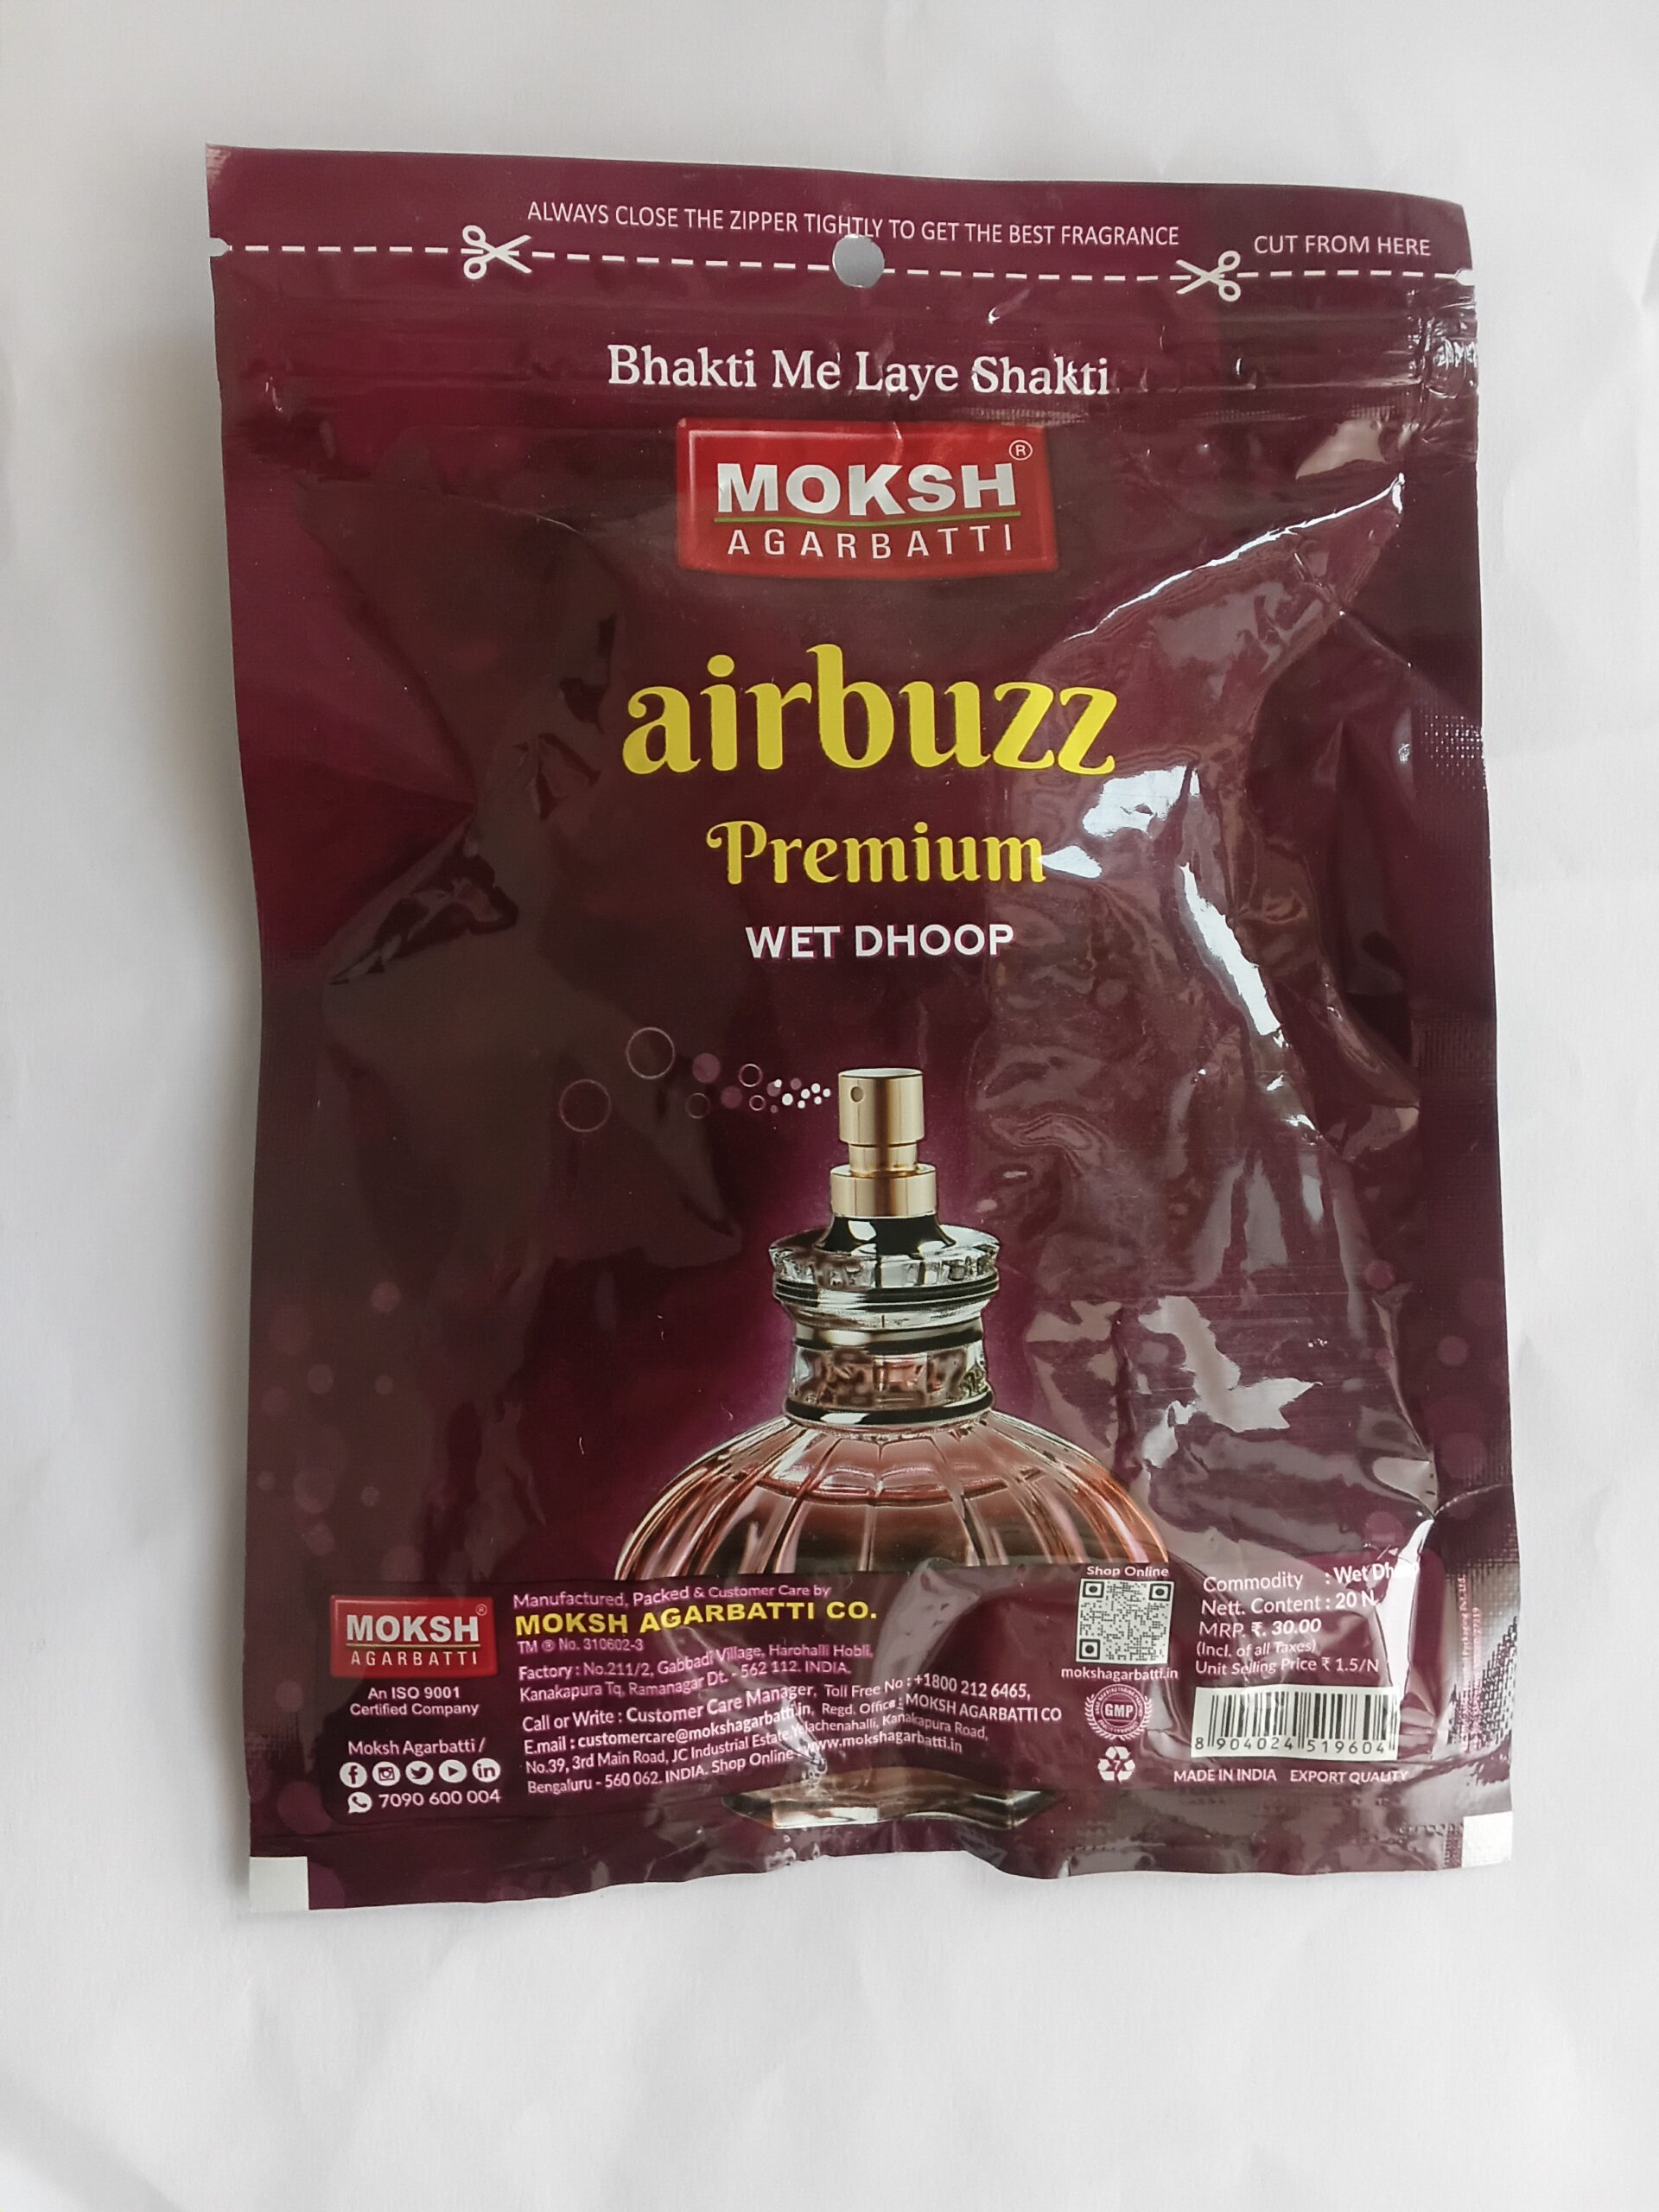 ALWAYS CLOSE THE ZIPPER TIGHTLY TO GET THE BEST FRAGRANCE
CUT FROM HERE
Bhakti Me Laye Shakti
MOKSH®
AGARBATTI
airbuzz
Premium
WET DHOOP
MOKSH®
AGARBATTI
An ISO 9001
Certified Company
Moksh Agarbatti /
7090 600 004
Manufactured, Packed & Customer Care by
MOKSH AGARBATTI CO.
TM ® No. 310602-3
Factory : No.211/2, Gabbadi Village, Harohalli Hobli,
Kanakapura Tq, Ramanagar Dt. - 562 112. INDIA.
Call or Write : Customer Care Manager, Toll Free No : +1800 212 6465,
E.mail : customercare@mokshagarbatti.in, Regd. Office : MOKSH AGARBATTI CO
No.39, 3rd Main Road, JC Industrial Estate, Yelachenahalli, Kanakapura Road,
Bengaluru - 560 062. INDIA. Shop Online - www.mokshagarbatti.in
Shop Online
mokshagarbatti.in
GMP
7
Commodity : Wet
Nett. Content : 20 N
MRP. ₹. 30.00
(Incl. of all Taxes)
Unit Selling Price ₹ 1.5/N
8 904024 519604
MADE IN INDIA EXPORT QUALITY